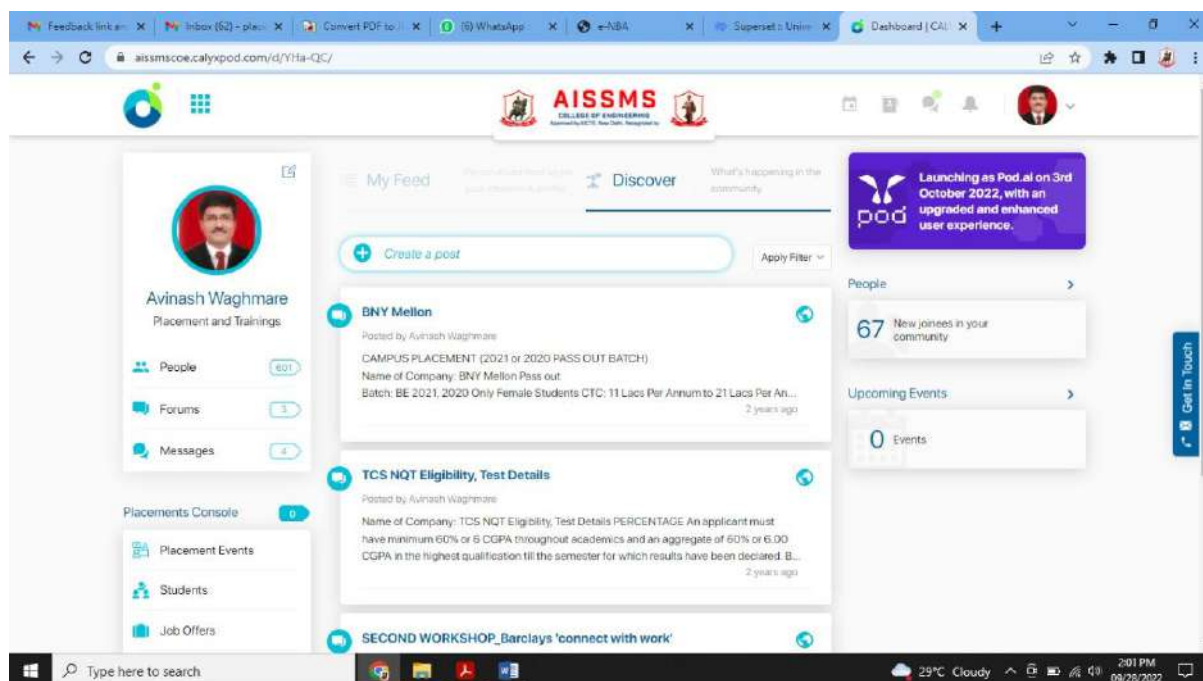 Feedback link an
Inbox (62) - plac
Convert PDF to
(6) WhatsApp
e-NBA
Superset :: Unive
Dashboard | CAL
aissmscoe.calyxpod.com/d/YHa-QC/
AISSMS
COLLEGE OF ENGINEERING
My Feed
Discover
What's happening in the
community
Launching as Pod.ai on 3rd
October 2022, with an
upgraded and enhanced
user experience.
pod
Create a post
Apply Filter
Avinash Waghmare
Placement and Trainings
People 601
Forums 3
Messages 4
BNY Mellon
Posted by Avinash Waghmare
CAMPUS PLACEMENT (2021 or 2020 PASS OUT BATCH)
Name of Company: BNY Mellon Pass out
Batch: BE 2021, 2020 Only Female Students CTC: 11 Lacs Per Annum to 21 Lacs Per An...
2 years ago
People
67 New joinees in your
community
Upcoming Events
0 Events
Get In Touch
TCS NQT Eligibility, Test Details
Posted by Avinash Waghmare
Name of Company: TCS NQT Eligibility, Test Details PERCENTAGE An applicant must
have minimum 60% or 6 CGPA throughout academics and an aggregate of 60% or 6.00
CGPA in the highest qualification till the semester for which results have been declared. B...
2 years ago
Placements Console 0
Placement Events
Students
Job Offers
SECOND WORKSHOP_Barclays 'connect with work'
Type here to search
29°C Cloudy
2:01 PM
09/28/2022